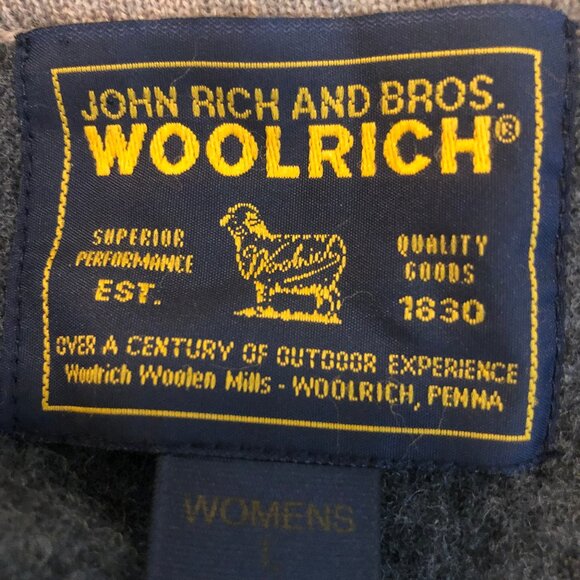 JOHN RICH AND BROS.
WOOLRICH®
SUPERIOR
PERFORMANCE
EST.
Woolrich
QUALITY
GOODS
1830
OVER A CENTURY OF OUTDOOR EXPERIENCE
Woolrich Woolen Mills - WOOLRICH, PENNA
WOMENS
L